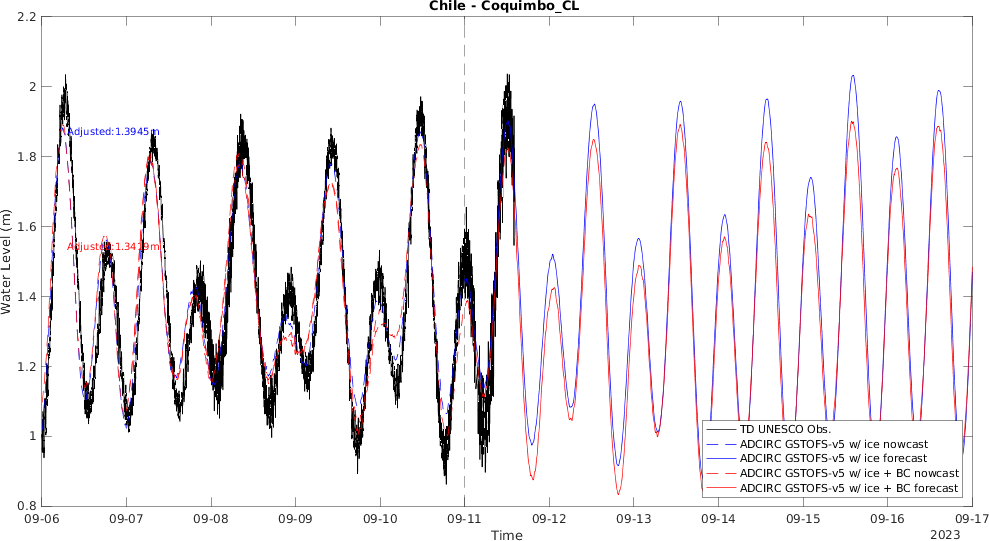 Chile - Coquimbo_CL
Water Level (m)
2.2
2
1.8
1.6
1.4
1.2
1
0.8
Adjusted:1.3945m
Adjusted:1.3419m
TD UNESCO Obs.
ADCIRC GSTOFS-v5 w/ ice nowcast
ADCIRC GSTOFS-v5 w/ ice forecast
ADCIRC GSTOFS-v5 w/ ice + BC nowcast
ADCIRC GSTOFS-v5 w/ ice + BC forecast
09-06 09-07 09-08 09-09 09-10 09-11 09-12 09-13 09-14 09-15 09-16 09-17
Time
2023